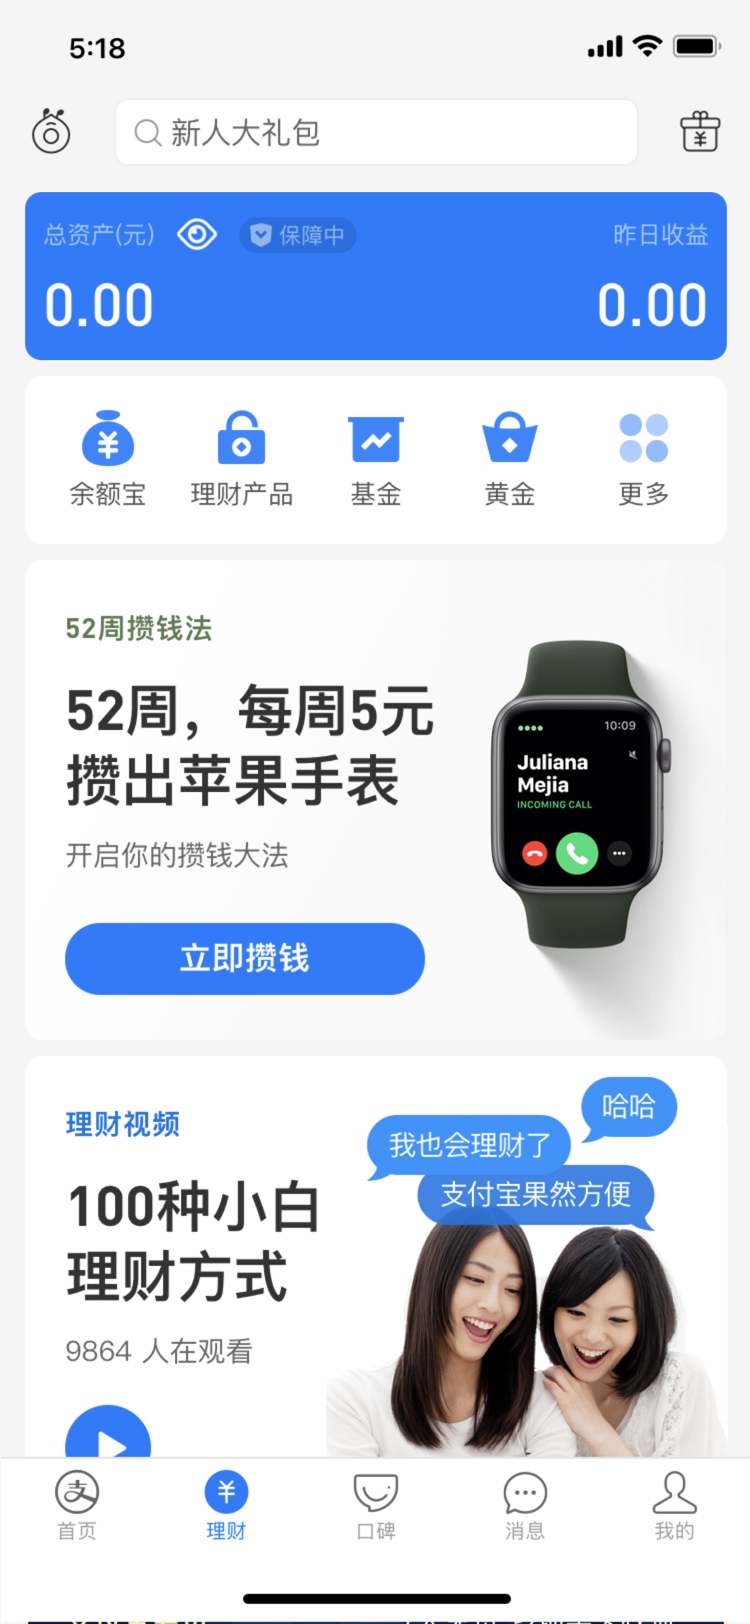 5:18
新人大礼包
总资产(元)
保障中
昨日收益
0.00
0.00
余额宝
理财产品
基金
黄金
更多
52周攒钱法
52周，每周5元
攒出苹果手表
开启你的攒钱大法
立即攒钱
10:09
Juliana
Mejia
INCOMING CALL
理财视频
100种小白
理财方式
9864 人在观看
哈哈
我也会理财了
支付宝果然方便
首页
理财
口碑
消息
我的